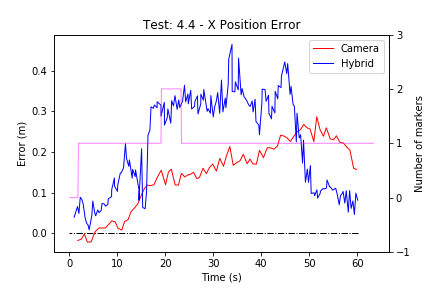 Test: 4.4 - X Position Error
Camera
Hybrid
Error (m)
0.4
0.3
0.2
0.1
0.0
3
2
1
0
−1
Number of markers
0 10 20 30 40 50 60
Time (s)